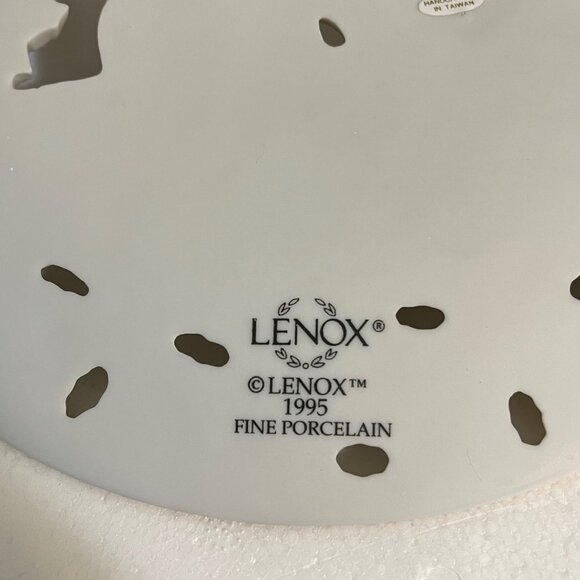 IN TAIWAN
LENOX®
©LENOX™
1995
FINE PORCELAIN